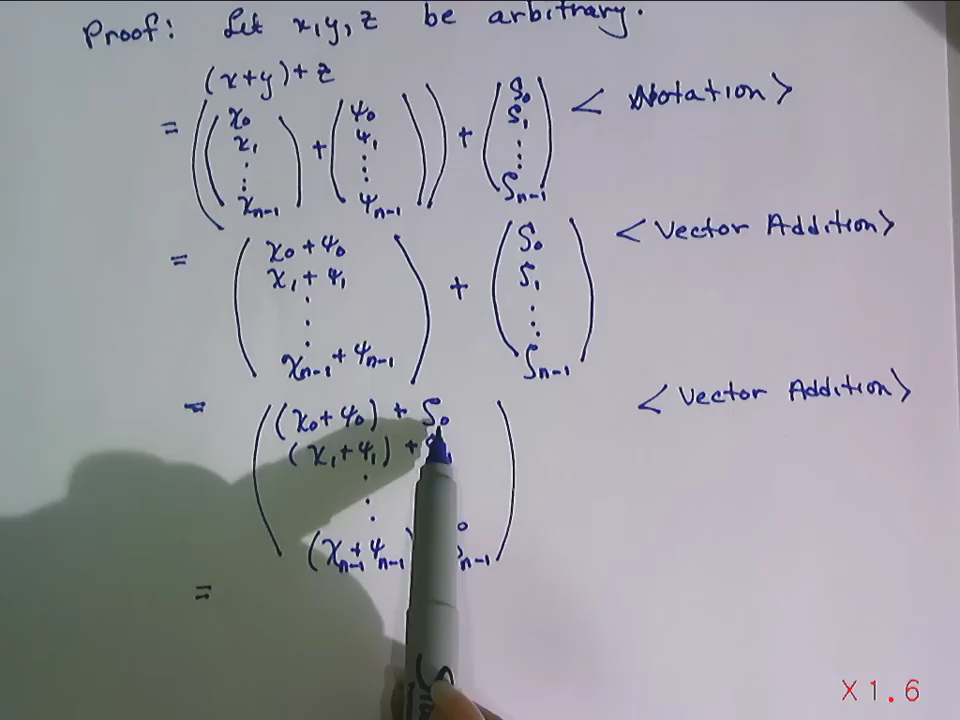 Proof: Let x, y, z be arbitrary.
(x+y)+z
= ((χ₀ χ₁ ⋮ χₙ₋₁) + (ψ₀ ψ₁ ⋮ ψₙ₋₁)) + (ζ₀ ζ₁ ⋮ ζₙ₋₁) < Notation >
= (χ₀+ψ₀ χ₁+ψ₁ ⋮ χₙ₋₁+ψₙ₋₁) + (ζ₀ ζ₁ ⋮ ζₙ₋₁) < Vector Addition >
= ((χ₀+ψ₀)+ζ₀ < Vector Addition >
(χ₁+ψ₁)+ ₁
⋮
(χₙ₋₁+ψₙ₋₁ ₙ₋₁)
=
X1.6